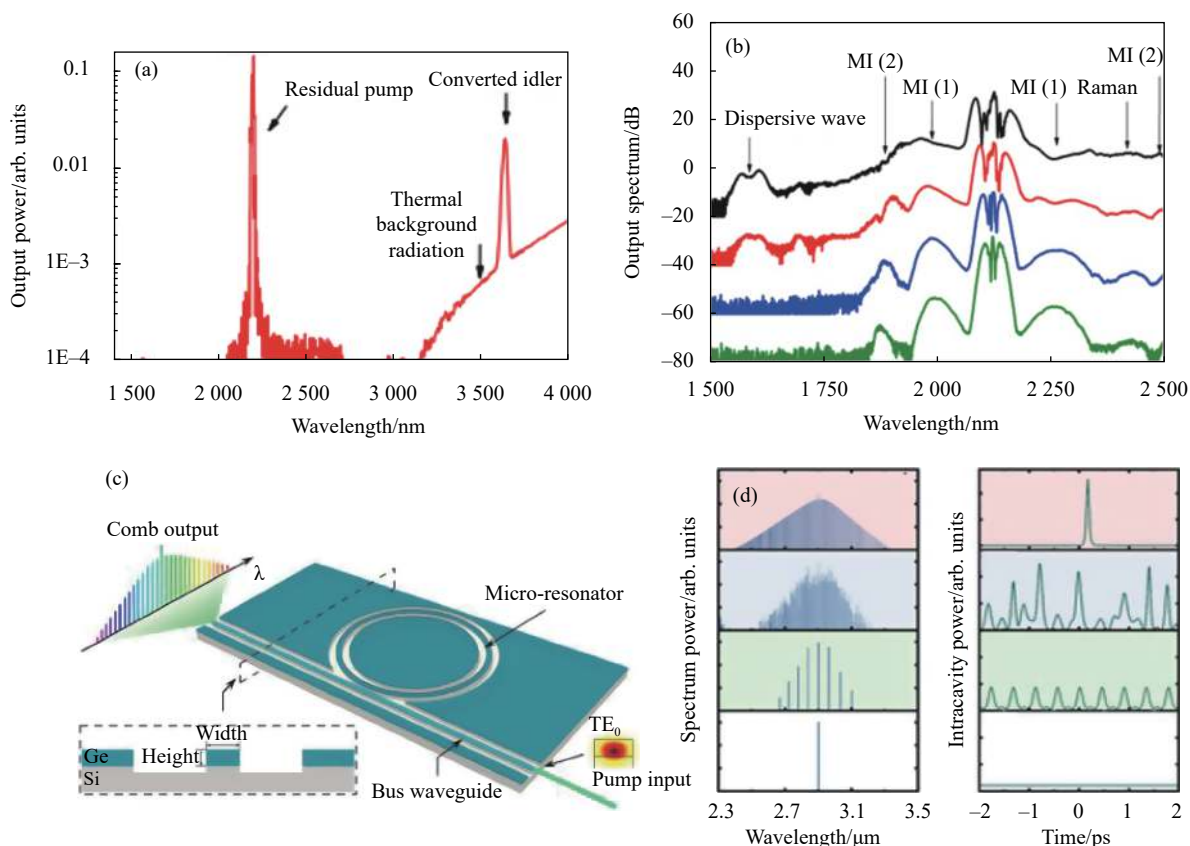 (a)
Output power/arb. units
0.1
0.01
1E−3
1E−4
Residual pump
Converted idler
Thermal
background
radiation
1 500
2 000
2 500
3 000
3 500
4 000
Wavelength/nm
(b)
Output spectrum/dB
60
40
20
0
−20
−40
−60
−80
Dispersive wave
MI (2)
MI (1)
MI (1)
Raman
MI (2)
1 500
1 750
2 000
2 250
2 500
Wavelength/nm
(c)
Comb output
λ
Micro-resonator
Width
Ge
Height
Si
Bus waveguide
TE0
Pump input
(d)
Spectrum power/arb. units
2.3
2.7
3.1
3.5
Wavelength/μm
Intracavity power/arb. units
−2
−1
0
1
2
Time/ps